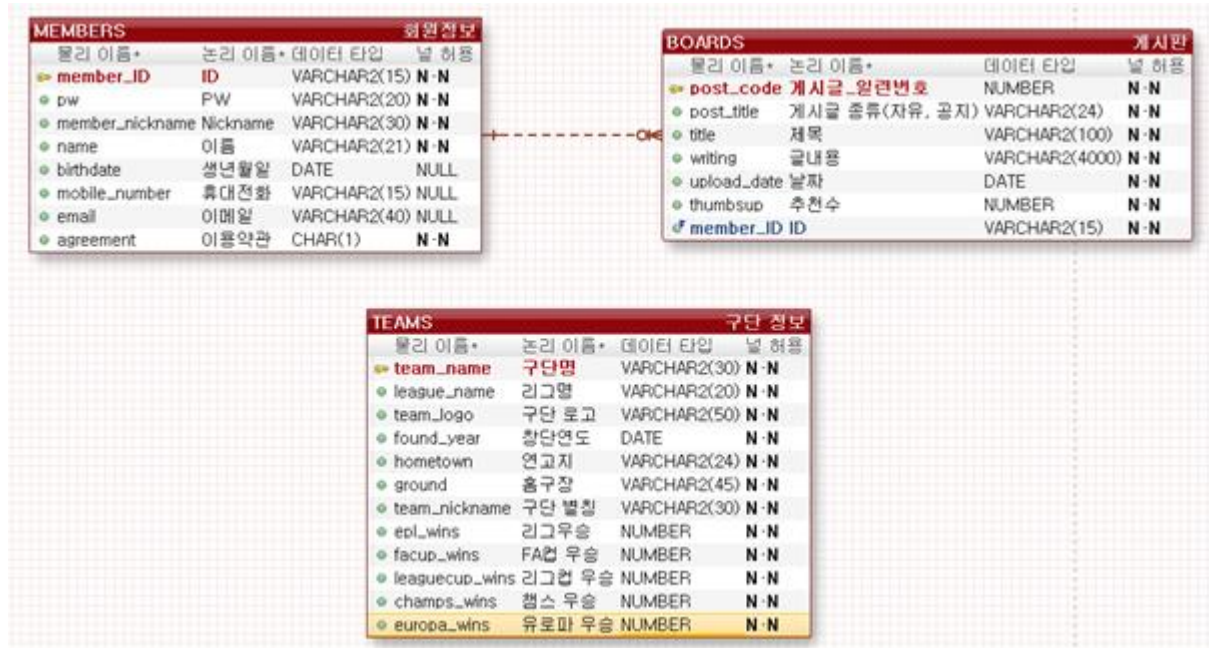 MEMBERS 회원정보
물리 이름* 논리 이름* 데이터 타입 널 허용
member_ID ID VARCHAR2(15) N·N
pw PW VARCHAR2(20) N·N
member_nickname Nickname VARCHAR2(30) N·N
name 이름 VARCHAR2(21) N·N
birthdate 생년월일 DATE NULL
mobile_number 휴대전화 VARCHAR2(15) NULL
email 이메일 VARCHAR2(40) NULL
agreement 이용약관 CHAR(1) N·N
BOARDS 게시판
물리 이름* 논리 이름* 데이터 타입 널 허용
post_code 게시글_일련번호 NUMBER N·N
post_title 게시글 종류(자유, 공지) VARCHAR2(24) N·N
title 제목 VARCHAR2(100) N·N
writing 글내용 VARCHAR2(4000) N·N
upload_date 날짜 DATE N·N
thumbsup 추천수 NUMBER N·N
member_ID ID VARCHAR2(15) N·N
TEAMS 구단 정보
물리 이름* 논리 이름* 데이터 타입 널 허용
team_name 구단명 VARCHAR2(30) N·N
league_name 리그명 VARCHAR2(20) N·N
team_logo 구단 로고 VARCHAR2(50) N·N
found_year 창단연도 DATE N·N
hometown 연고지 VARCHAR2(24) N·N
ground 홈구장 VARCHAR2(45) N·N
team_nickname 구단 별칭 VARCHAR2(30) N·N
epl_wins 리그우승 NUMBER N·N
facup_wins FA컵 우승 NUMBER N·N
leaguecup_wins 리그컵 우승 NUMBER N·N
champs_wins 챔스 우승 NUMBER N·N
europa_wins 유로파 우승 NUMBER N·N